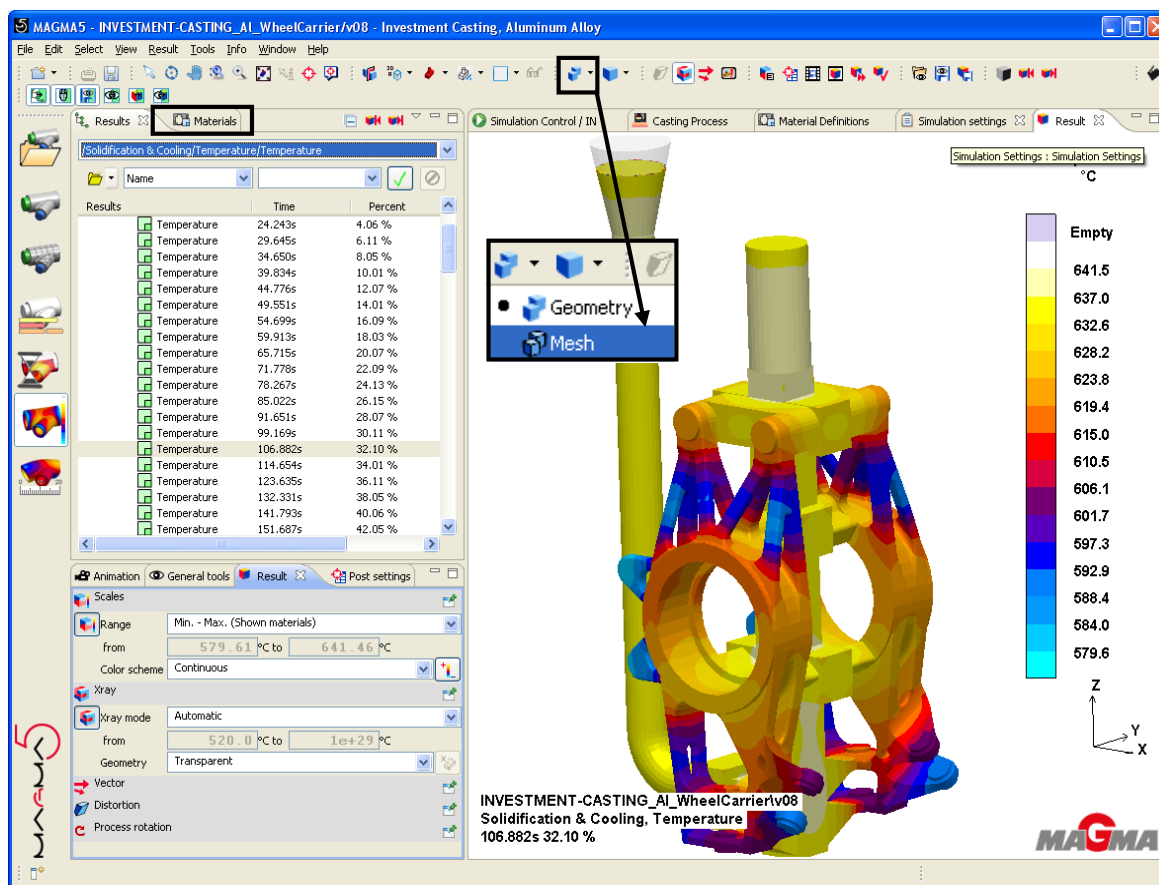 MAGMA5 - INVESTMENT-CASTING_Al_WheelCarrier/v08 - Investment Casting, Aluminum Alloy
File Edit Select View Result Tools Info Window Help
Results Materials
/Solidification & Cooling/Temperature/Temperature
Name
Results Time Percent
Temperature 24.243s 4.06 %
Temperature 29.645s 6.11 %
Temperature 34.650s 8.05 %
Temperature 39.834s 10.01 %
Temperature 44.776s 12.07 %
Temperature 49.551s 14.01 %
Temperature 54.699s 16.09 %
Temperature 59.913s 18.03 %
Temperature 65.715s 20.07 %
Temperature 71.778s 22.09 %
Temperature 78.267s 24.13 %
Temperature 85.022s 26.15 %
Temperature 91.651s 28.07 %
Temperature 99.169s 30.11 %
Temperature 106.882s 32.10 %
Temperature 114.654s 34.01 %
Temperature 123.635s 36.11 %
Temperature 132.331s 38.05 %
Temperature 141.793s 40.06 %
Temperature 151.687s 42.05 %
Animation General tools Result Post settings
Scales
Range Min. - Max. (Shown materials)
from 579.61 °C to 641.46 °C
Color scheme Continuous
Xray
Xray mode Automatic
from 520.0 °C to 1e+29 °C
Geometry Transparent
Vector
Distortion
Process rotation
MAGMA5
Simulation Control / IN Casting Process Material Definitions Simulation settings Result
Simulation Settings : Simulation Settings
°C
Geometry
Mesh
Empty
641.5
637.0
632.6
628.2
623.8
619.4
615.0
610.5
606.1
601.7
597.3
592.9
588.4
584.0
579.6
Z
Y
X
INVESTMENT-CASTING_Al_WheelCarrier\v08
Solidification & Cooling, Temperature
106.882s 32.10 %
MAGMA